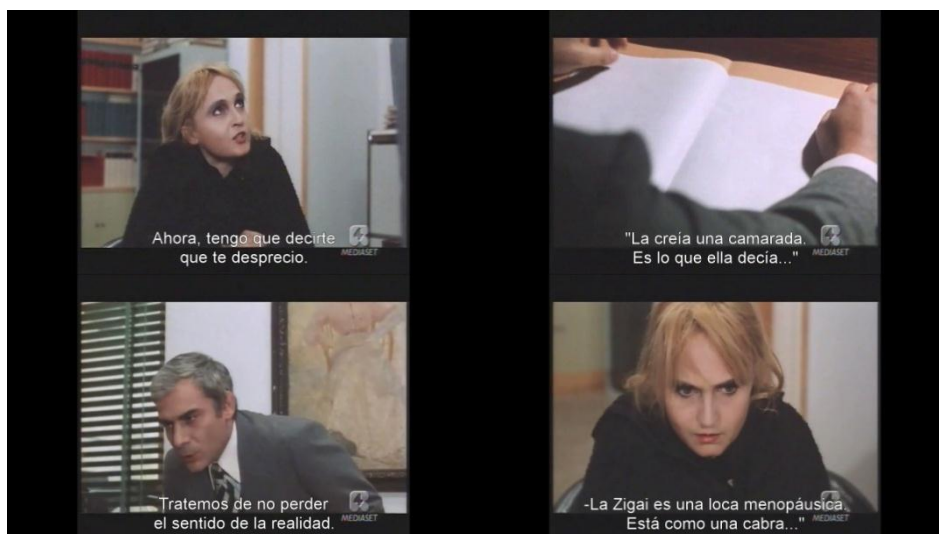 Ahora, tengo que decirte
que te desprecio.
MEDIASET
"La creía una camarada.
Es lo que ella decía..."
MEDIASET
Tratemos de no perder
el sentido de la realidad.
MEDIASET
-La Zigai es una loca menopáusica.
Está como una cabra..."
MEDIASET